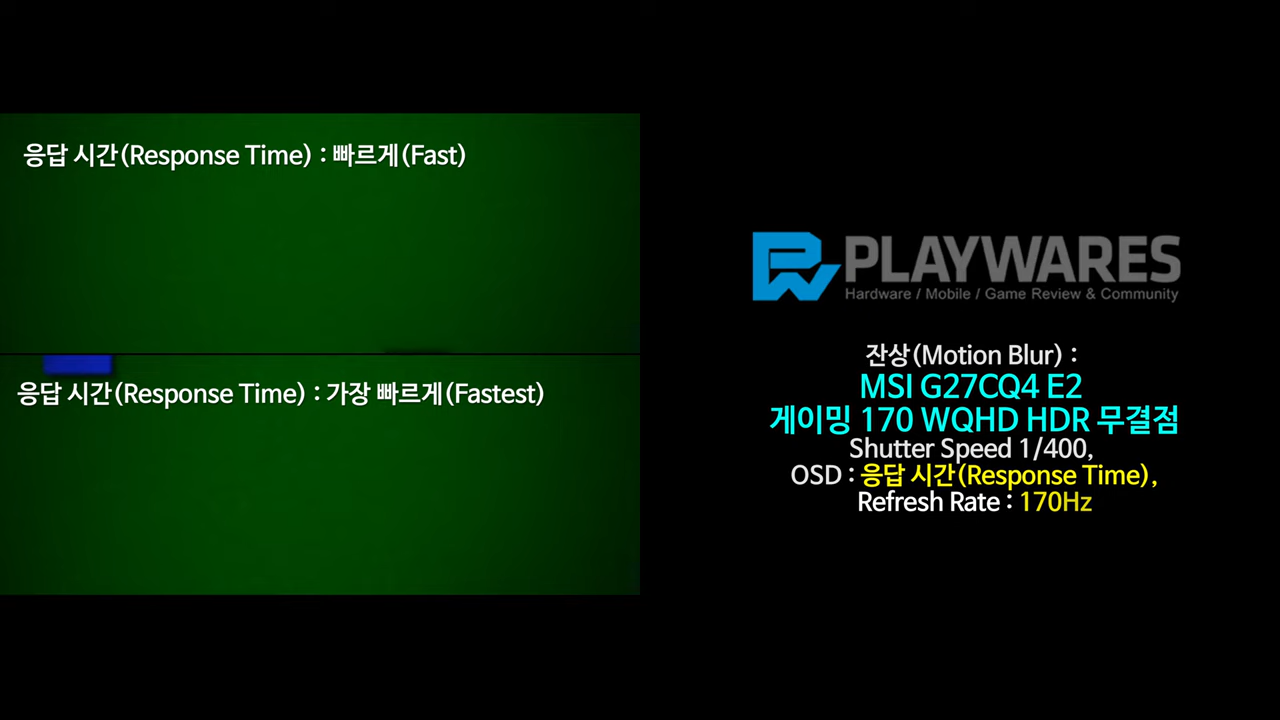 응답 시간(Response Time) : 빠르게(Fast)
응답 시간(Response Time) : 가장 빠르게(Fastest)
PLAYWARES
Hardware / Mobile / Game Review & Community
잔상(Motion Blur) :
MSI G27CQ4 E2
게이밍 170 WQHD HDR 무결점
Shutter Speed 1/400,
OSD : 응답 시간(Response Time),
Refresh Rate : 170Hz